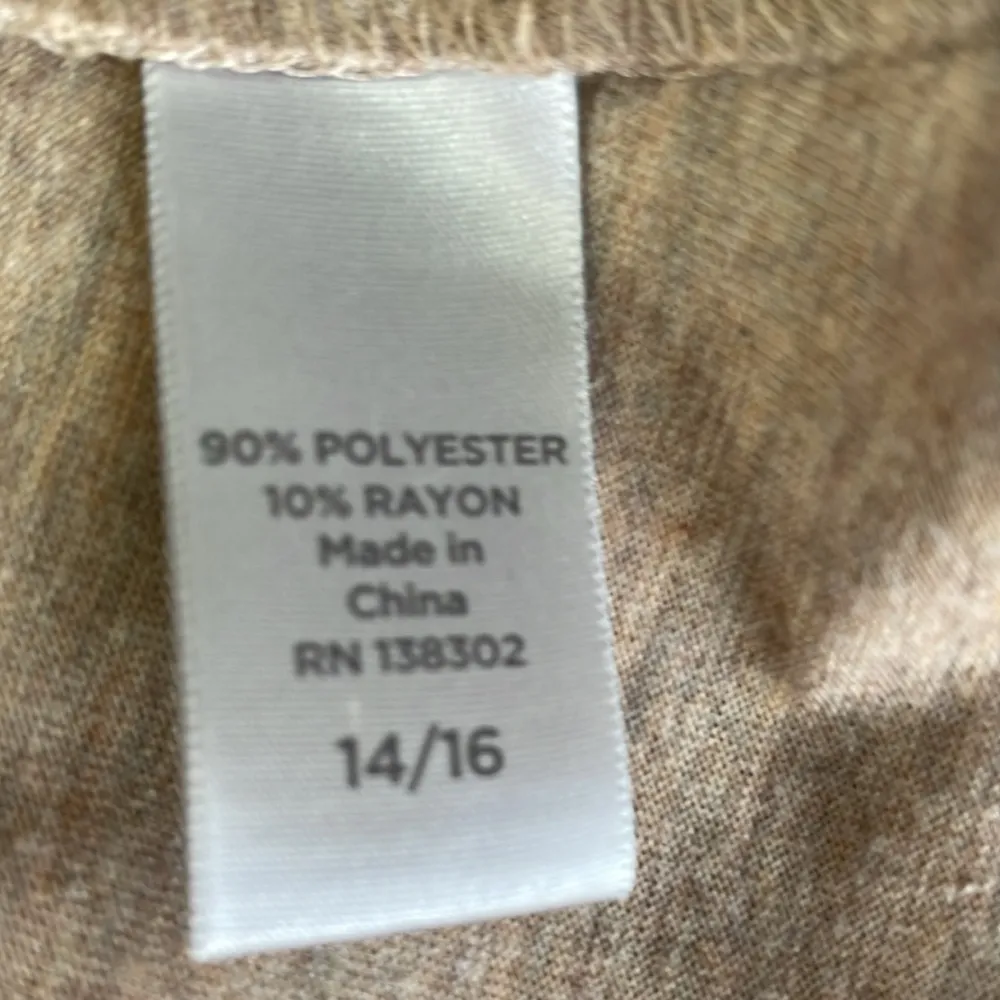 90% POLYESTER
10% RAYON
Made in
China
RN 138302
14/16